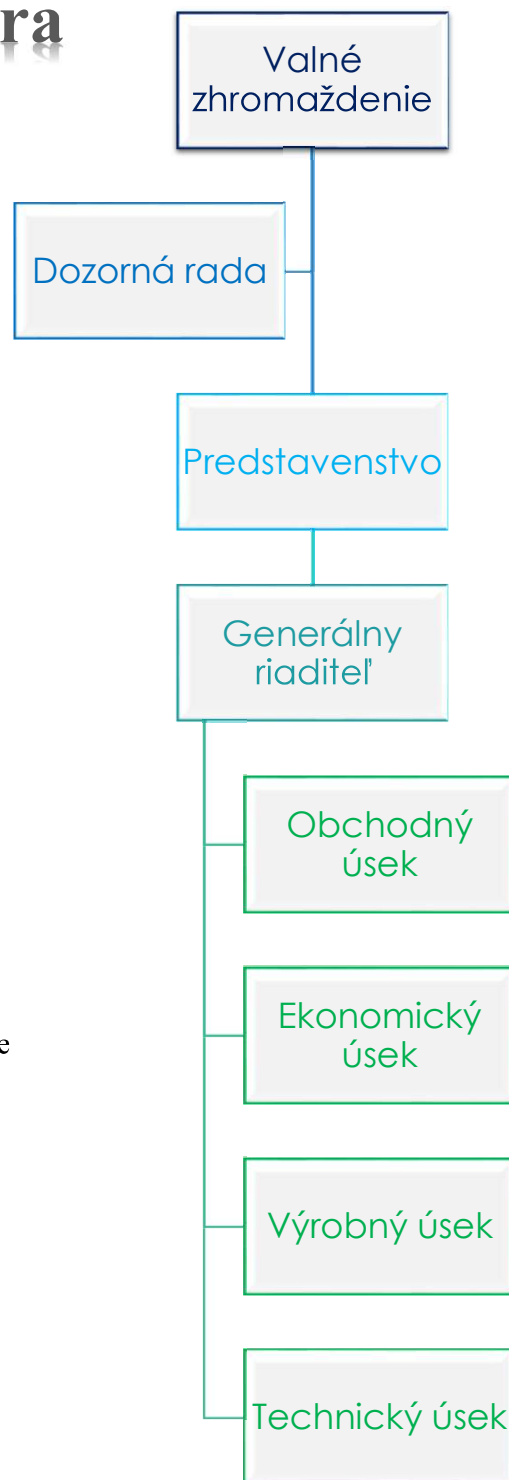 ra
Valné
zhromaždenie
Dozorná rada
Predstavenstvo
Generálny
riaditeľ
Obchodný
úsek
Ekonomický
úsek
e
Výrobný úsek
Technický úsek